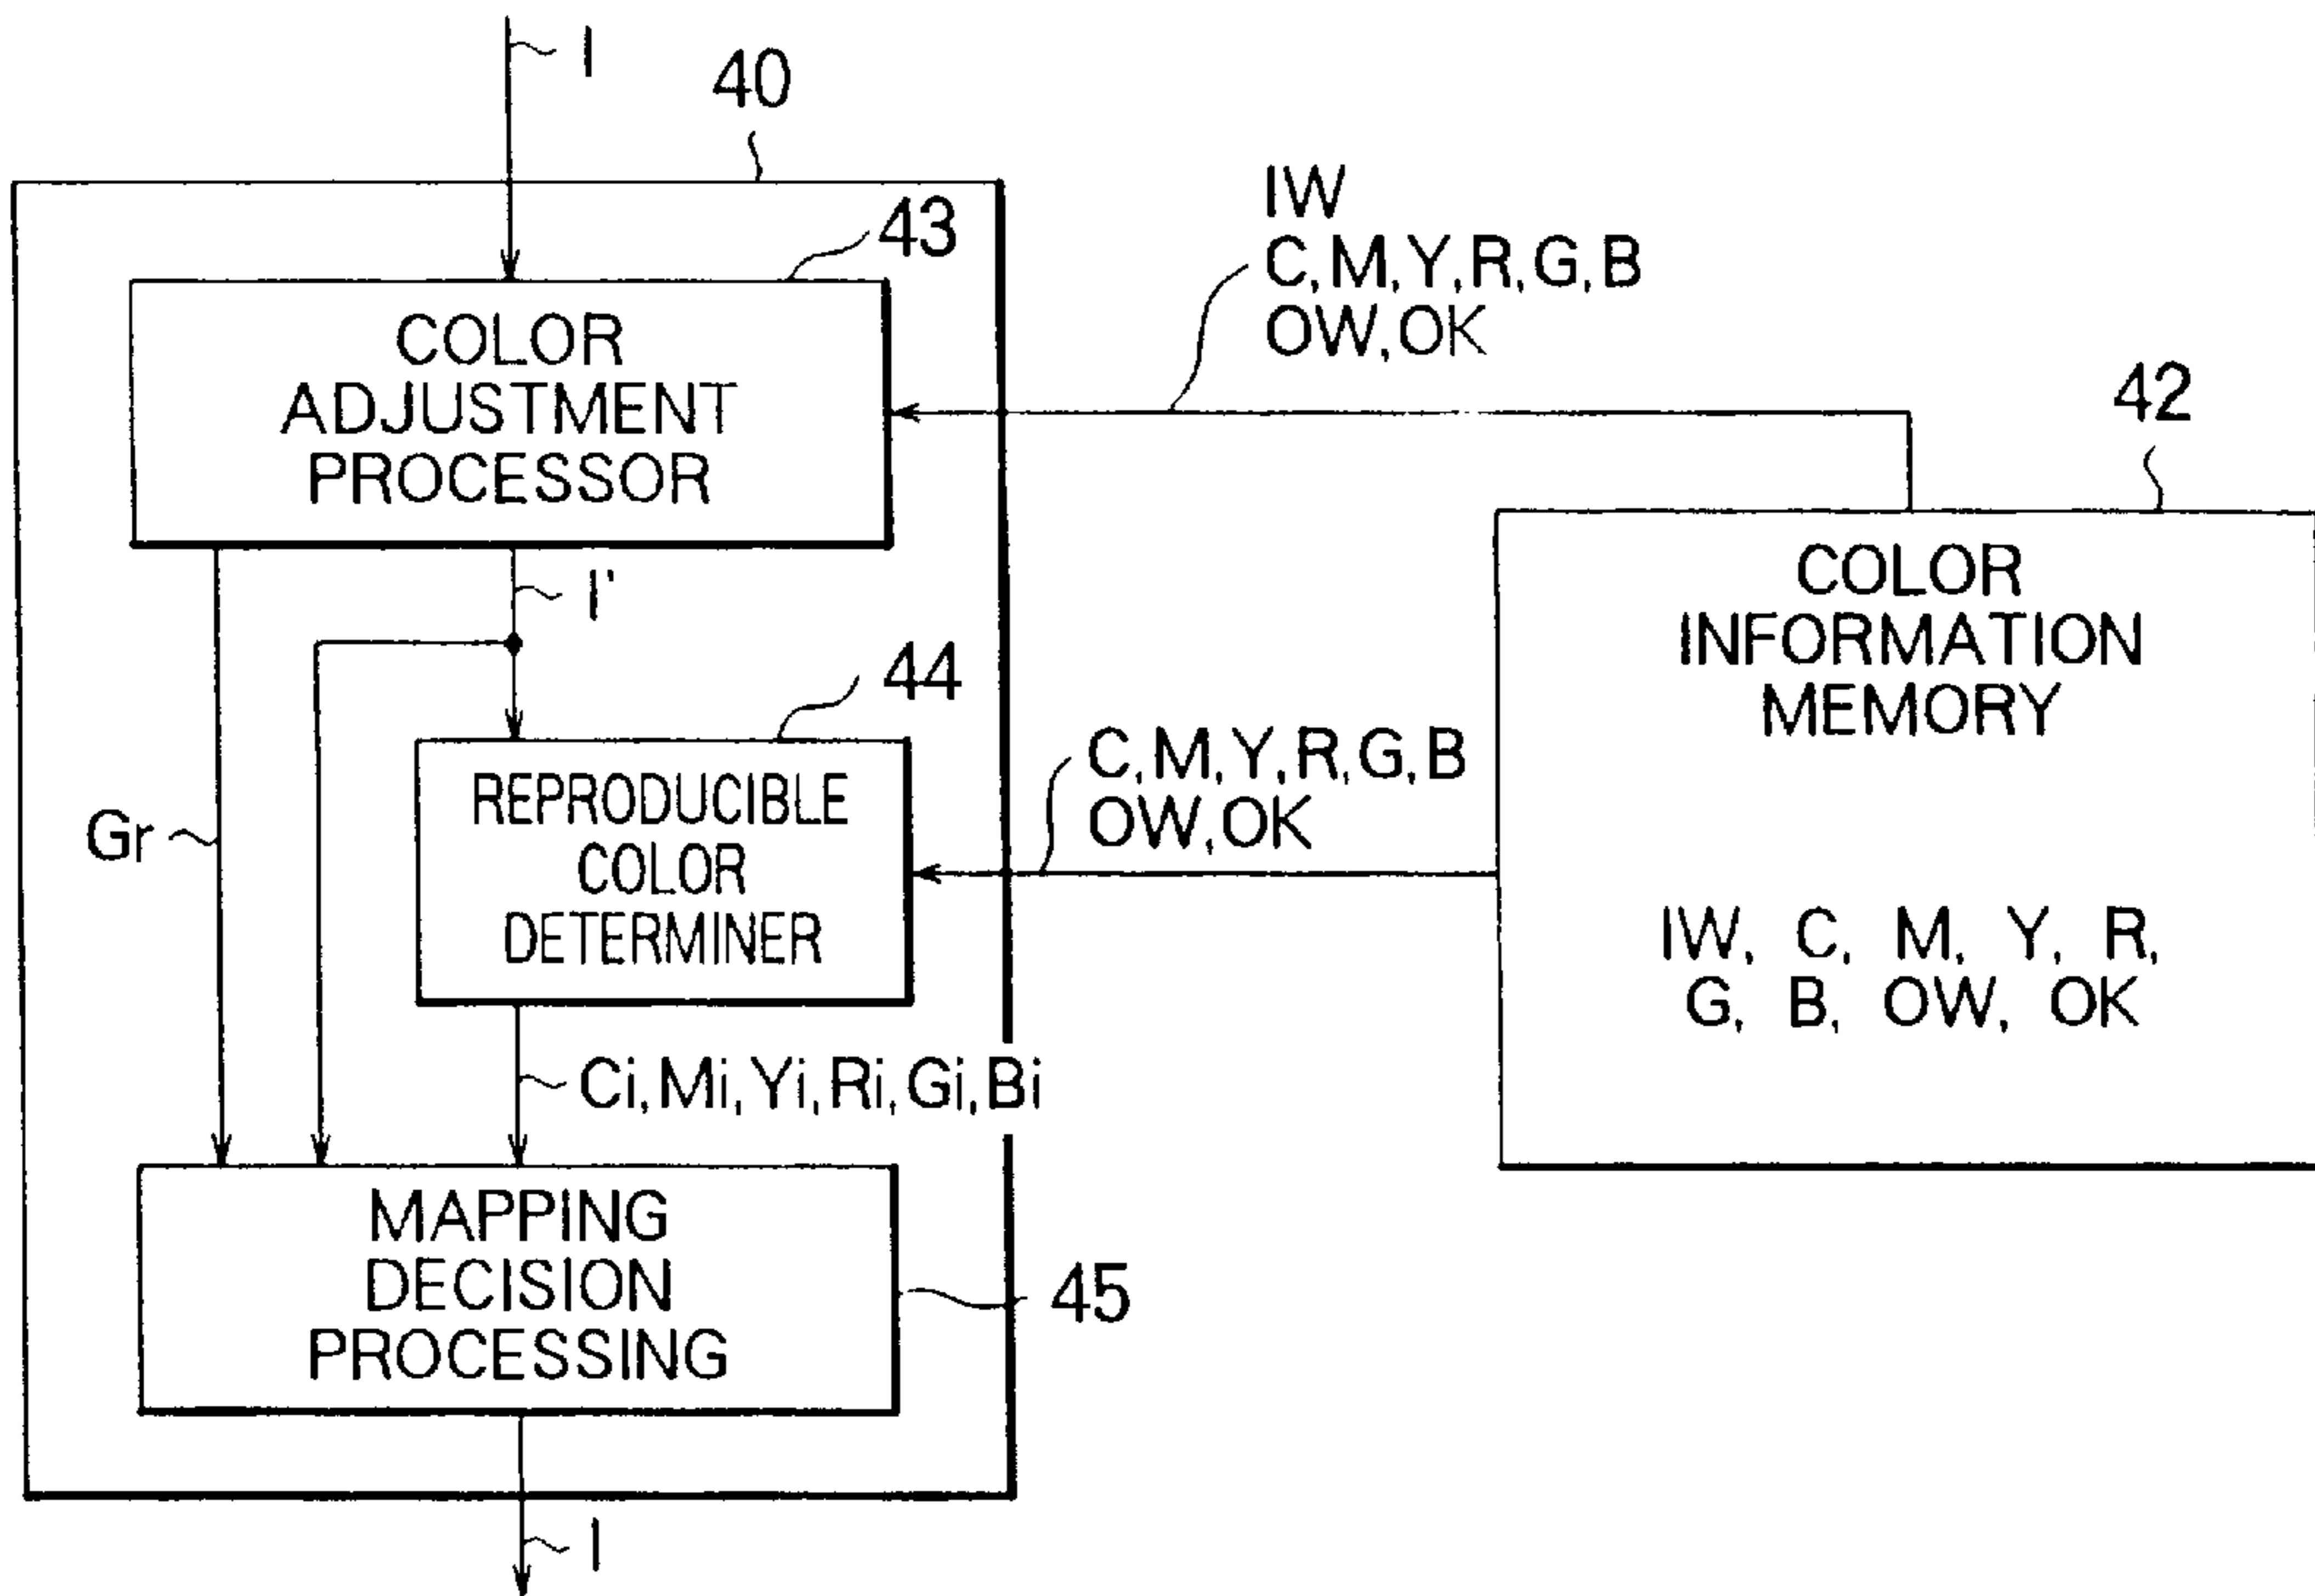 I
40
43
COLOR
ADJUSTMENT
PROCESSOR
IW
C,M,Y,R,G,B
OW,OK
42
COLOR
INFORMATION
MEMORY
IW, C, M, Y, R,
G, B, OW, OK
I'
44
REPRODUCIBLE
COLOR
DETERMINER
C,M,Y,R,G,B
OW,OK
Gr
Ci,Mi,Yi,Ri,Gi,Bi
MAPPING
DECISION
PROCESSING
45
I